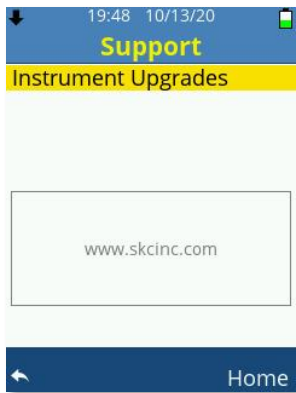 19:48 10/13/20
Support
Instrument Upgrades
www.skcinc.com
Home